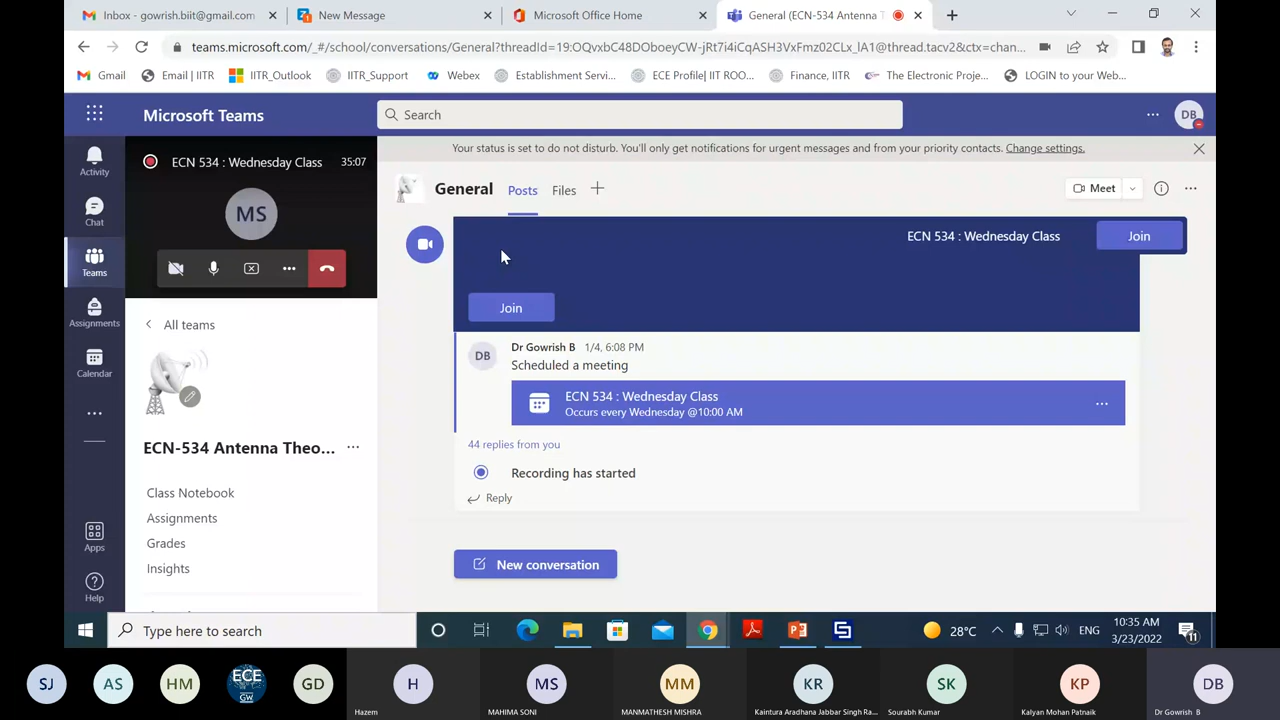 Inbox - gowrish.biit@gmail.com
New Message
Microsoft Office Home
General (ECN-534 Antenna T
teams.microsoft.com/_#/school/conversations/General?threadId=19:OQvxbC48DOboeyCW-jRt7i4iCqASH3VxFmz02CLx_lA1@thread.tacv2&ctx=chan...
Gmail
Email | IITR
IITR_Outlook
IITR_Support
Webex
Establishment Servi...
ECE Profile| IIT ROO...
Finance, IITR
The Electronic Proje...
LOGIN to your Web...
Microsoft Teams
Search
DB
Your status is set to do not disturb. You'll only get notifications for urgent messages and from your priority contacts. Change settings.
Activity
Chat
Teams
Assignments
Calendar
Apps
Help
ECN 534 : Wednesday Class
35:07
MS
All teams
ECN-534 Antenna Theo...
Class Notebook
Assignments
Grades
Insights
General
Posts
Files
Meet
ECN 534 : Wednesday Class
Join
Join
DB
Dr Gowrish B 1/4, 6:08 PM
Scheduled a meeting
ECN 534 : Wednesday Class
Occurs every Wednesday @10:00 AM
44 replies from you
Recording has started
Reply
New conversation
Type here to search
28°C
ENG
10:35 AM
3/23/2022
11
SJ
AS
HM
ECE
GW
GD
H
Hazem
MS
MAHIMA SONI
MM
MANMATHESH MISHRA
KR
Kaintura Aradhana Jabbar Singh Ra...
SK
Sourabh Kumar
KP
Kalyan Mohan Patnaik
DB
Dr Gowrish B